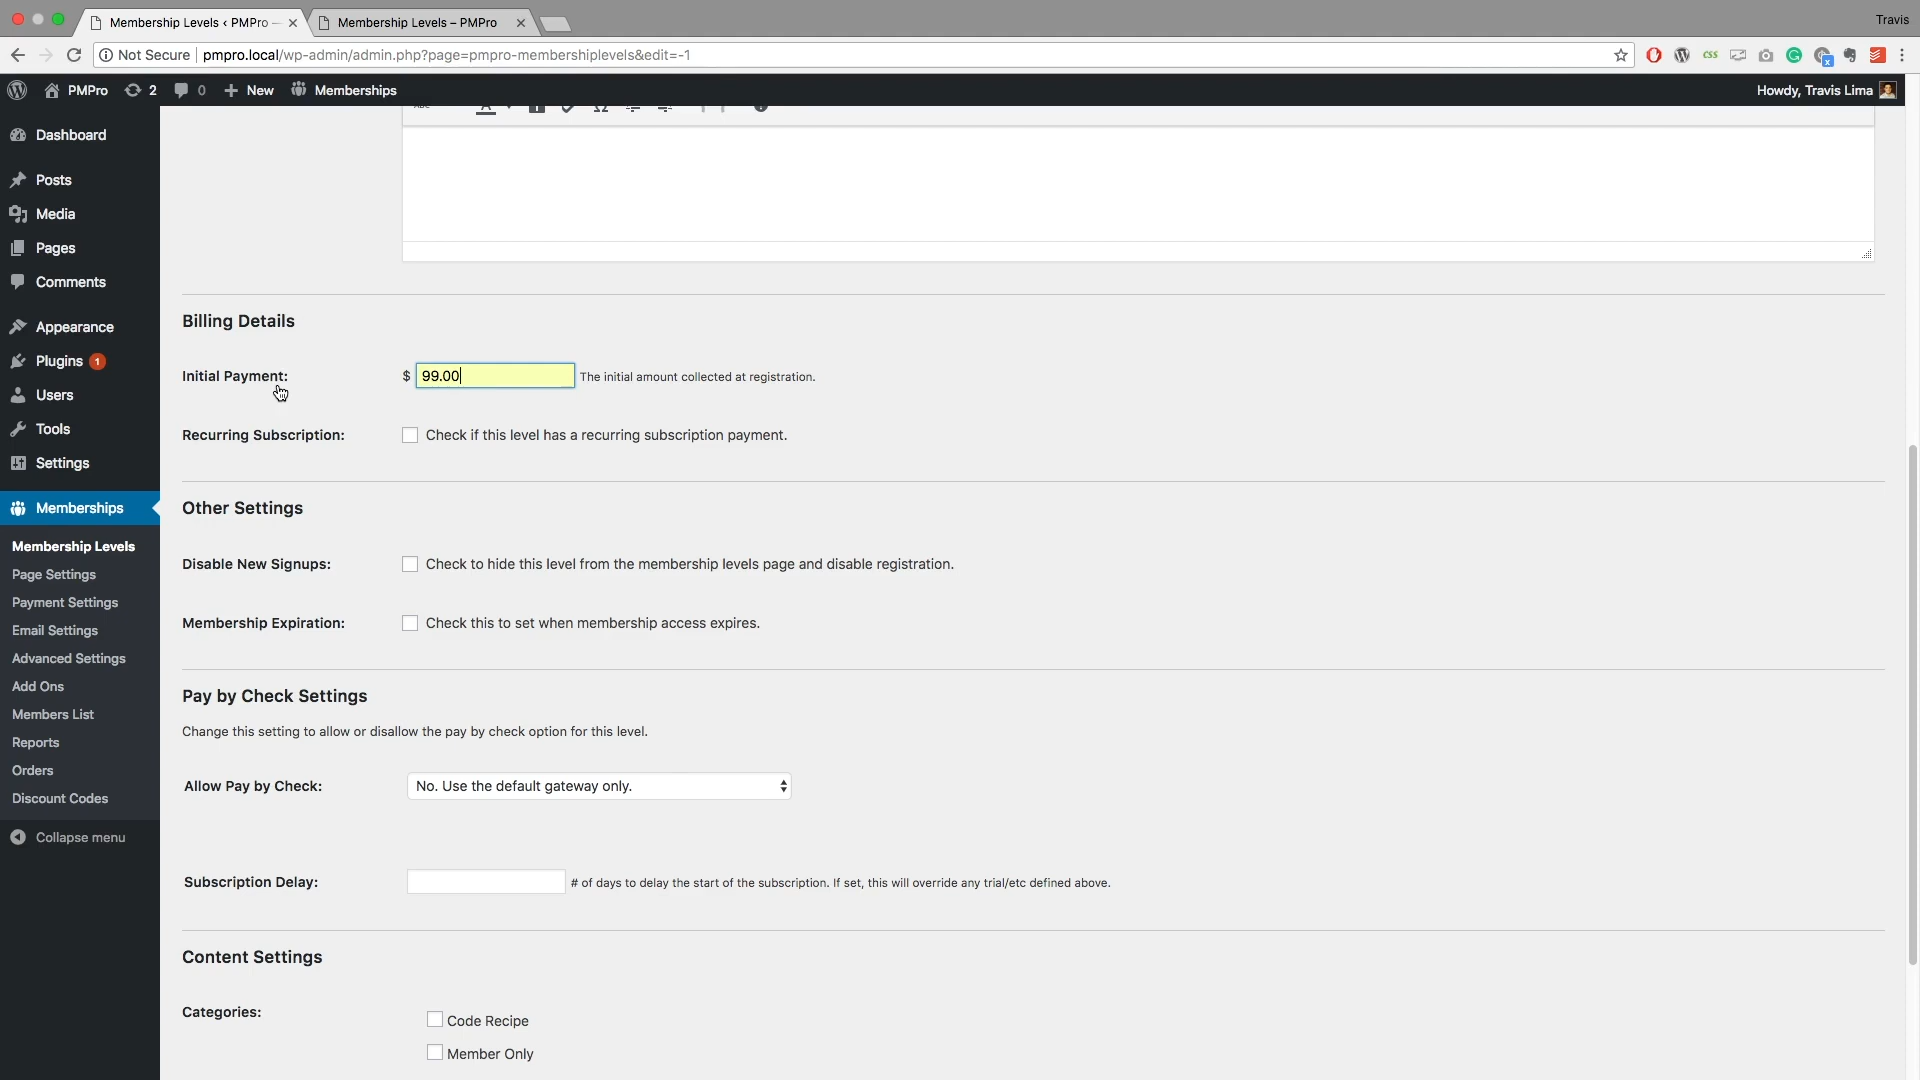 Membership Levels ‹ PMPro —
Membership Levels – PMPro
Travis
Not Secure
pmpro.local/wp-admin/admin.php?page=pmpro-membershiplevels&edit=-1
css
PMPro
2
0
New
Memberships
Howdy, Travis Lima
Dashboard
Posts
Media
Pages
Comments
Appearance
Plugins 1
Users
Tools
Settings
Memberships
Membership Levels
Page Settings
Payment Settings
Email Settings
Advanced Settings
Add Ons
Members List
Reports
Orders
Discount Codes
Collapse menu
Billing Details
Initial Payment:
$ 99.00
The initial amount collected at registration.
Recurring Subscription:
Check if this level has a recurring subscription payment.
Other Settings
Disable New Signups:
Check to hide this level from the membership levels page and disable registration.
Membership Expiration:
Check this to set when membership access expires.
Pay by Check Settings
Change this setting to allow or disallow the pay by check option for this level.
Allow Pay by Check:
No. Use the default gateway only.
Subscription Delay:
# of days to delay the start of the subscription. If set, this will override any trial/etc defined above.
Content Settings
Categories:
Code Recipe
Member Only